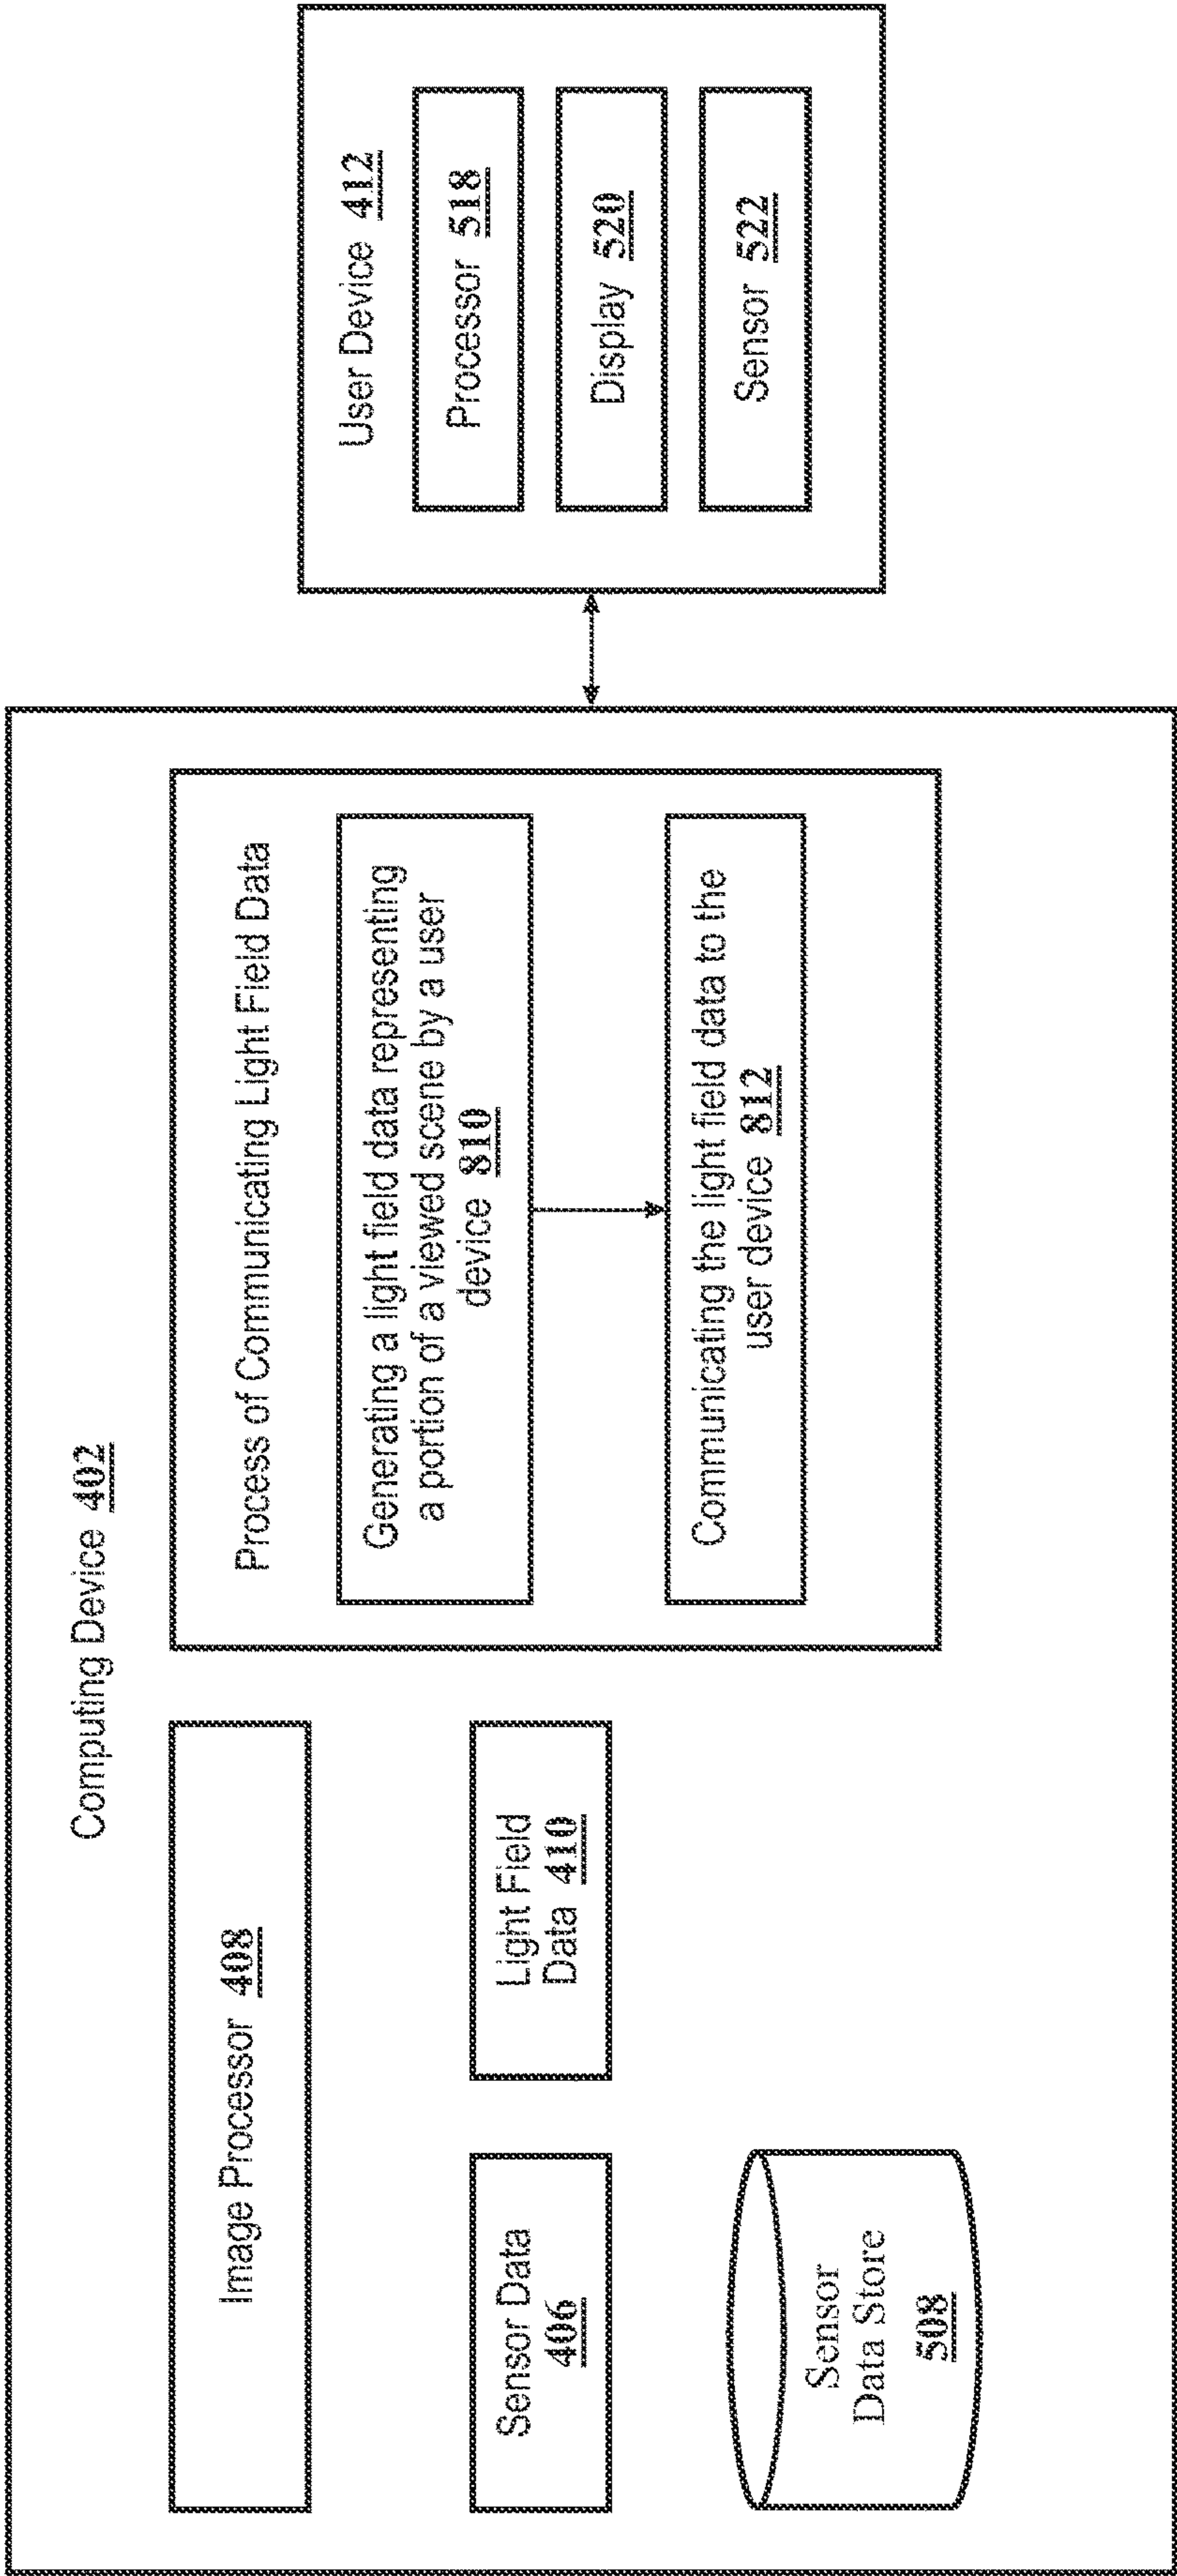 Computing Device 402
Image Processor 408
Sensor Data
406
Light Field
Data 410
Sensor
Data Store
508
Process of Communicating Light Field Data
Generating a light field data representing
a portion of a viewed scene by a user
device 810
Communicating the light field data to the
user device 812
User Device 412
Processor 518
Display 520
Sensor 522